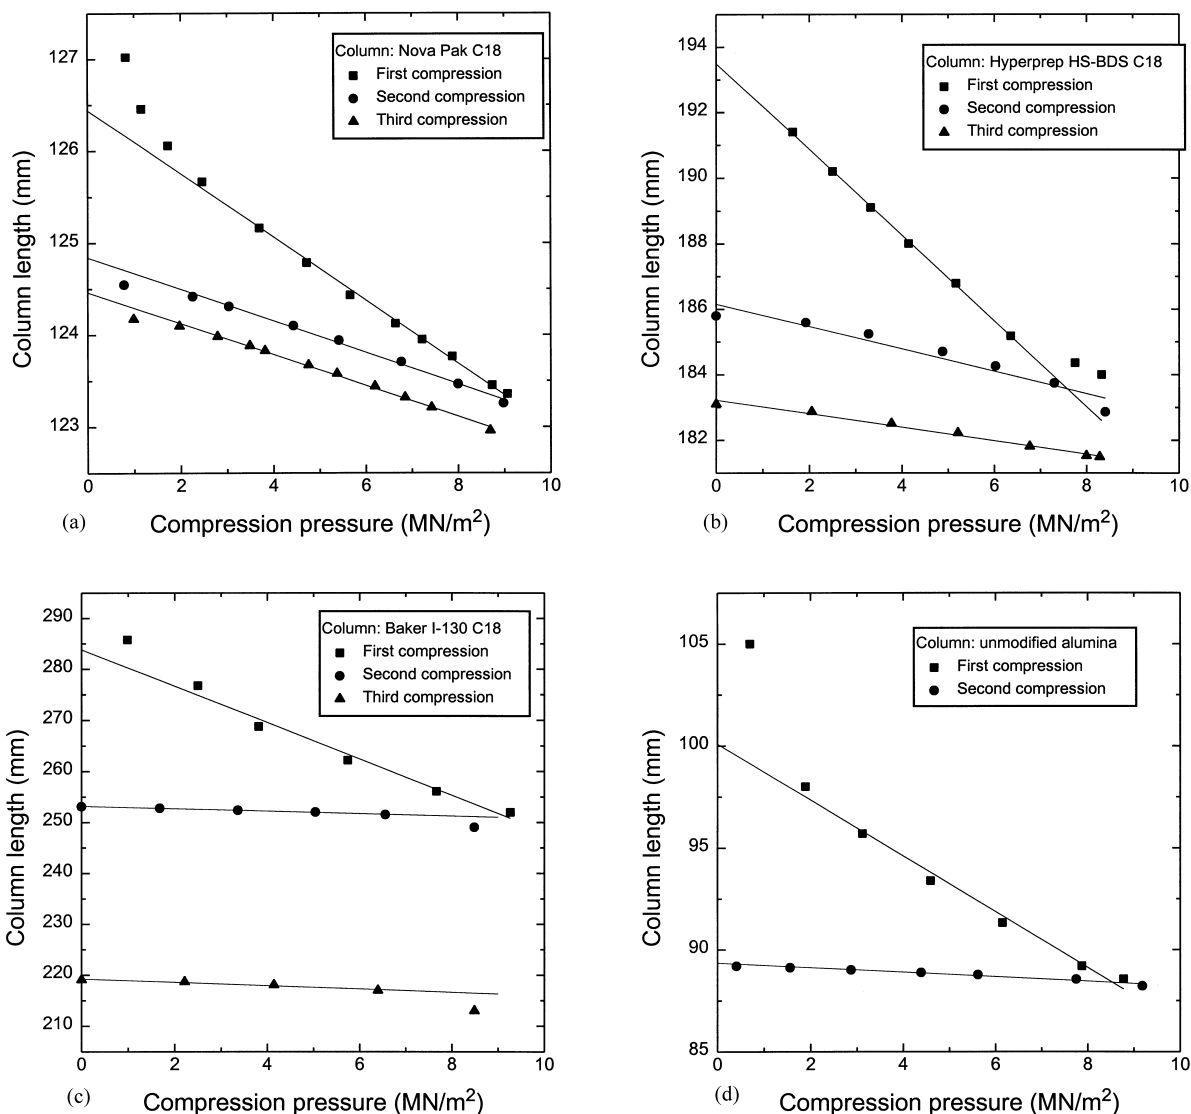 Column: Nova Pak C18
First compression
Second compression
Third compression
127
126
125
124
123
Column length (mm)
0 2 4 6 8 10
(a) Compression pressure (MN/m²)
Column: Hyperprep HS-BDS C18
First compression
Second compression
Third compression
194
192
190
188
186
184
182
Column length (mm)
0 2 4 6 8 10
(b) Compression pressure (MN/m²)
Column: Baker I-130 C18
First compression
Second compression
Third compression
290
280
270
260
250
240
230
220
210
Column length (mm)
0 2 4 6 8 10
(c) Compression pressure (MN/m²)
Column: unmodified alumina
First compression
Second compression
105
100
95
90
85
Column length (mm)
0 2 4 6 8 10
(d) Compression pressure (MN/m²)